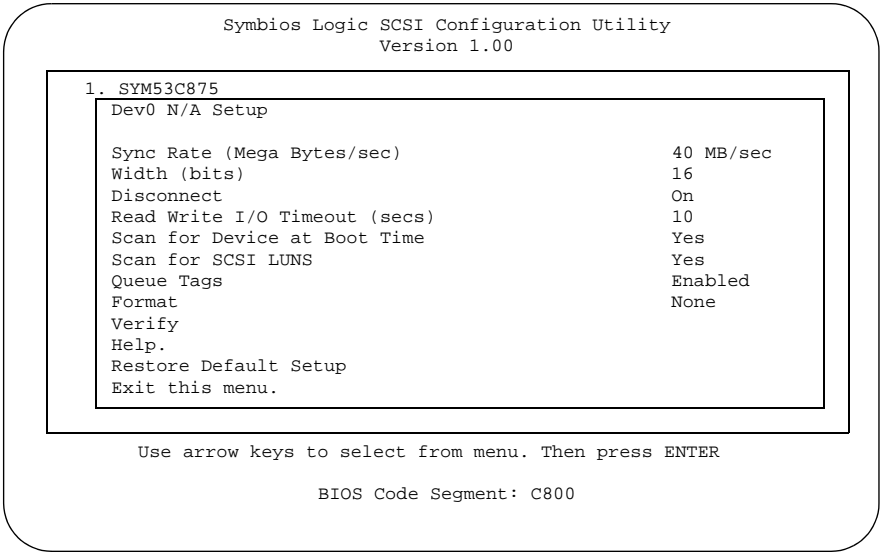 Symbios Logic SCSI Configuration Utility
Version 1.00
1. SYM53C875
Dev0 N/A Setup
Sync Rate (Mega Bytes/sec) 40 MB/sec
Width (bits) 16
Disconnect On
Read Write I/O Timeout (secs) 10
Scan for Device at Boot Time Yes
Scan for SCSI LUNS Yes
Queue Tags Enabled
Format None
Verify
Help.
Restore Default Setup
Exit this menu.
Use arrow keys to select from menu. Then press ENTER
BIOS Code Segment: C800